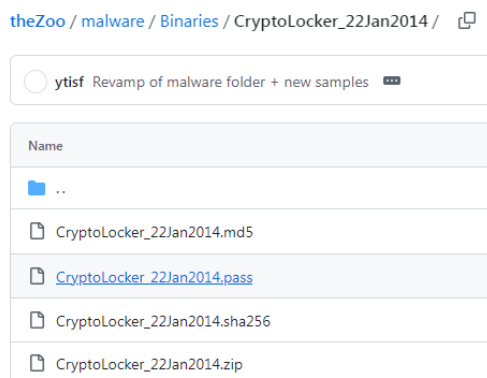 theZoo / malware / Binaries / CryptoLocker_22Jan2014 /
ytisf Revamp of malware folder + new samples
Name
..
CryptoLocker_22Jan2014.md5
CryptoLocker_22Jan2014.pass
CryptoLocker_22Jan2014.sha256
CryptoLocker_22Jan2014.zip